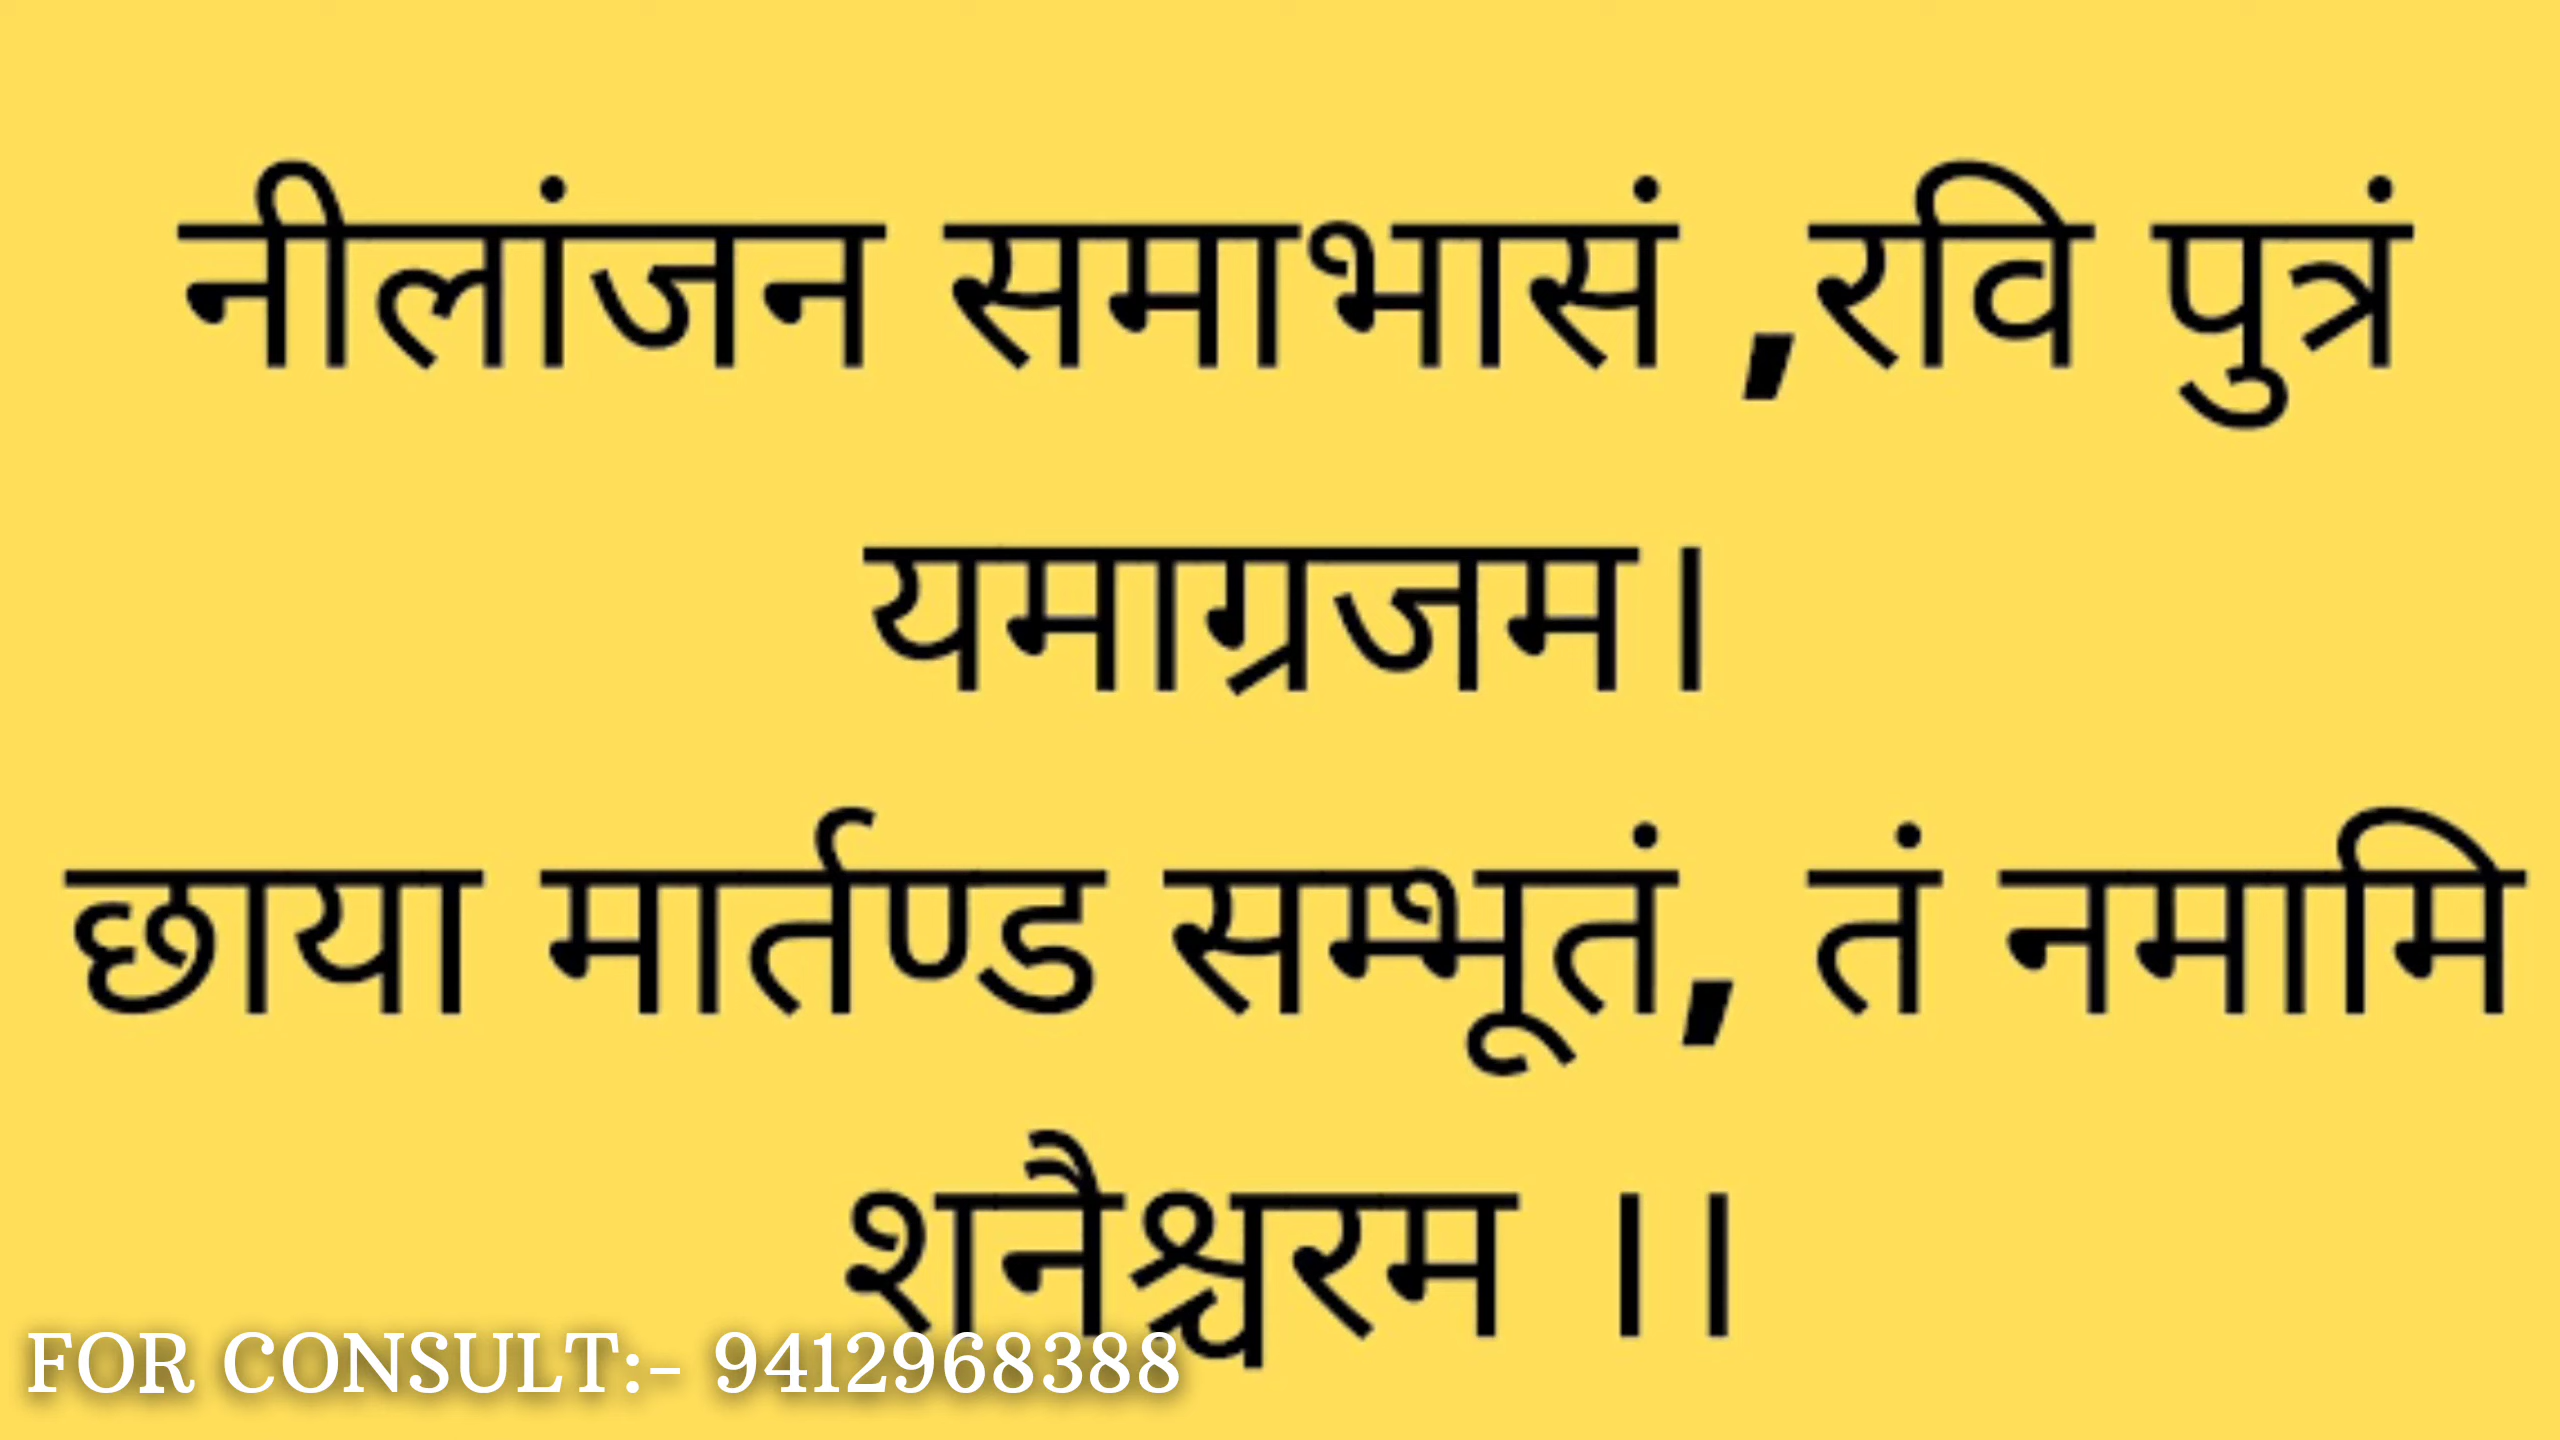 नीलांजन समाभासं ,रवि पुत्रं
यमाग्रजम।
छाया मार्तण्ड सम्भूतं, तं नमामि
शनैश्चरम ।।
FOR CONSULT:- 9412968388